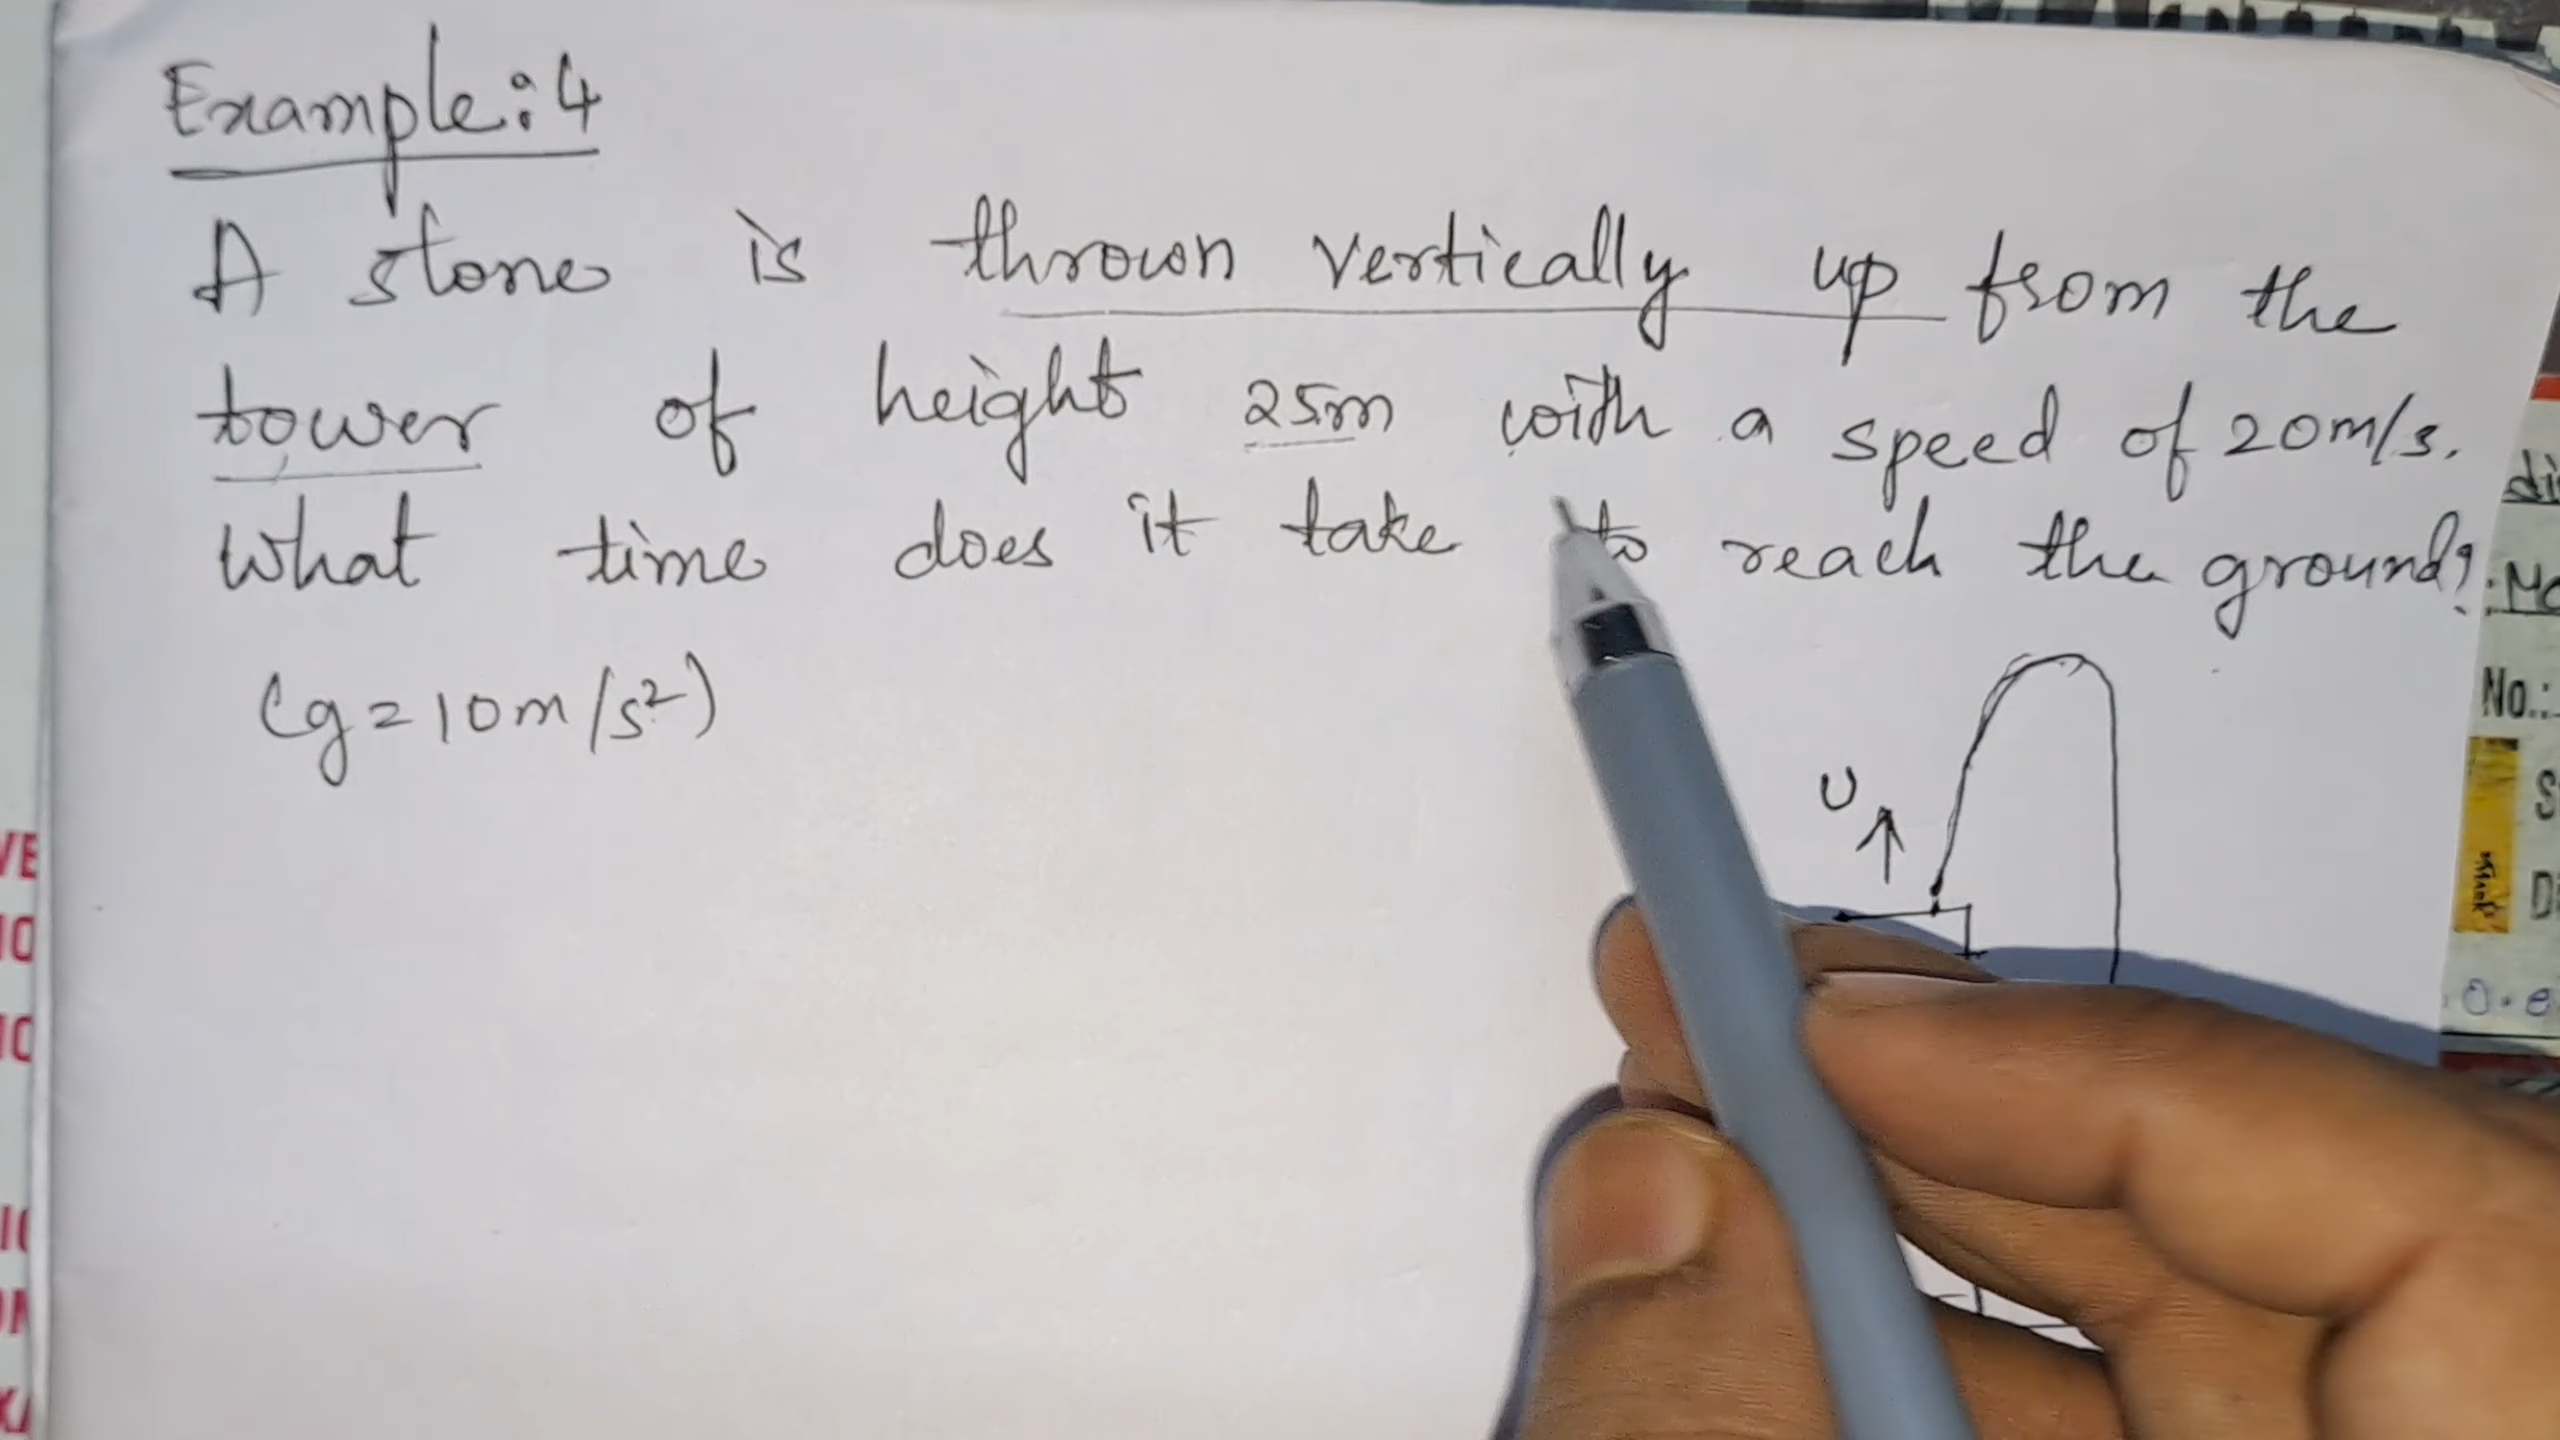 Example: 4
A stone is thrown vertically up from the
tower of height 25m with a speed of 20m/s.
What time does it take to reach the ground?
(g=10m/s²)
U
No.: